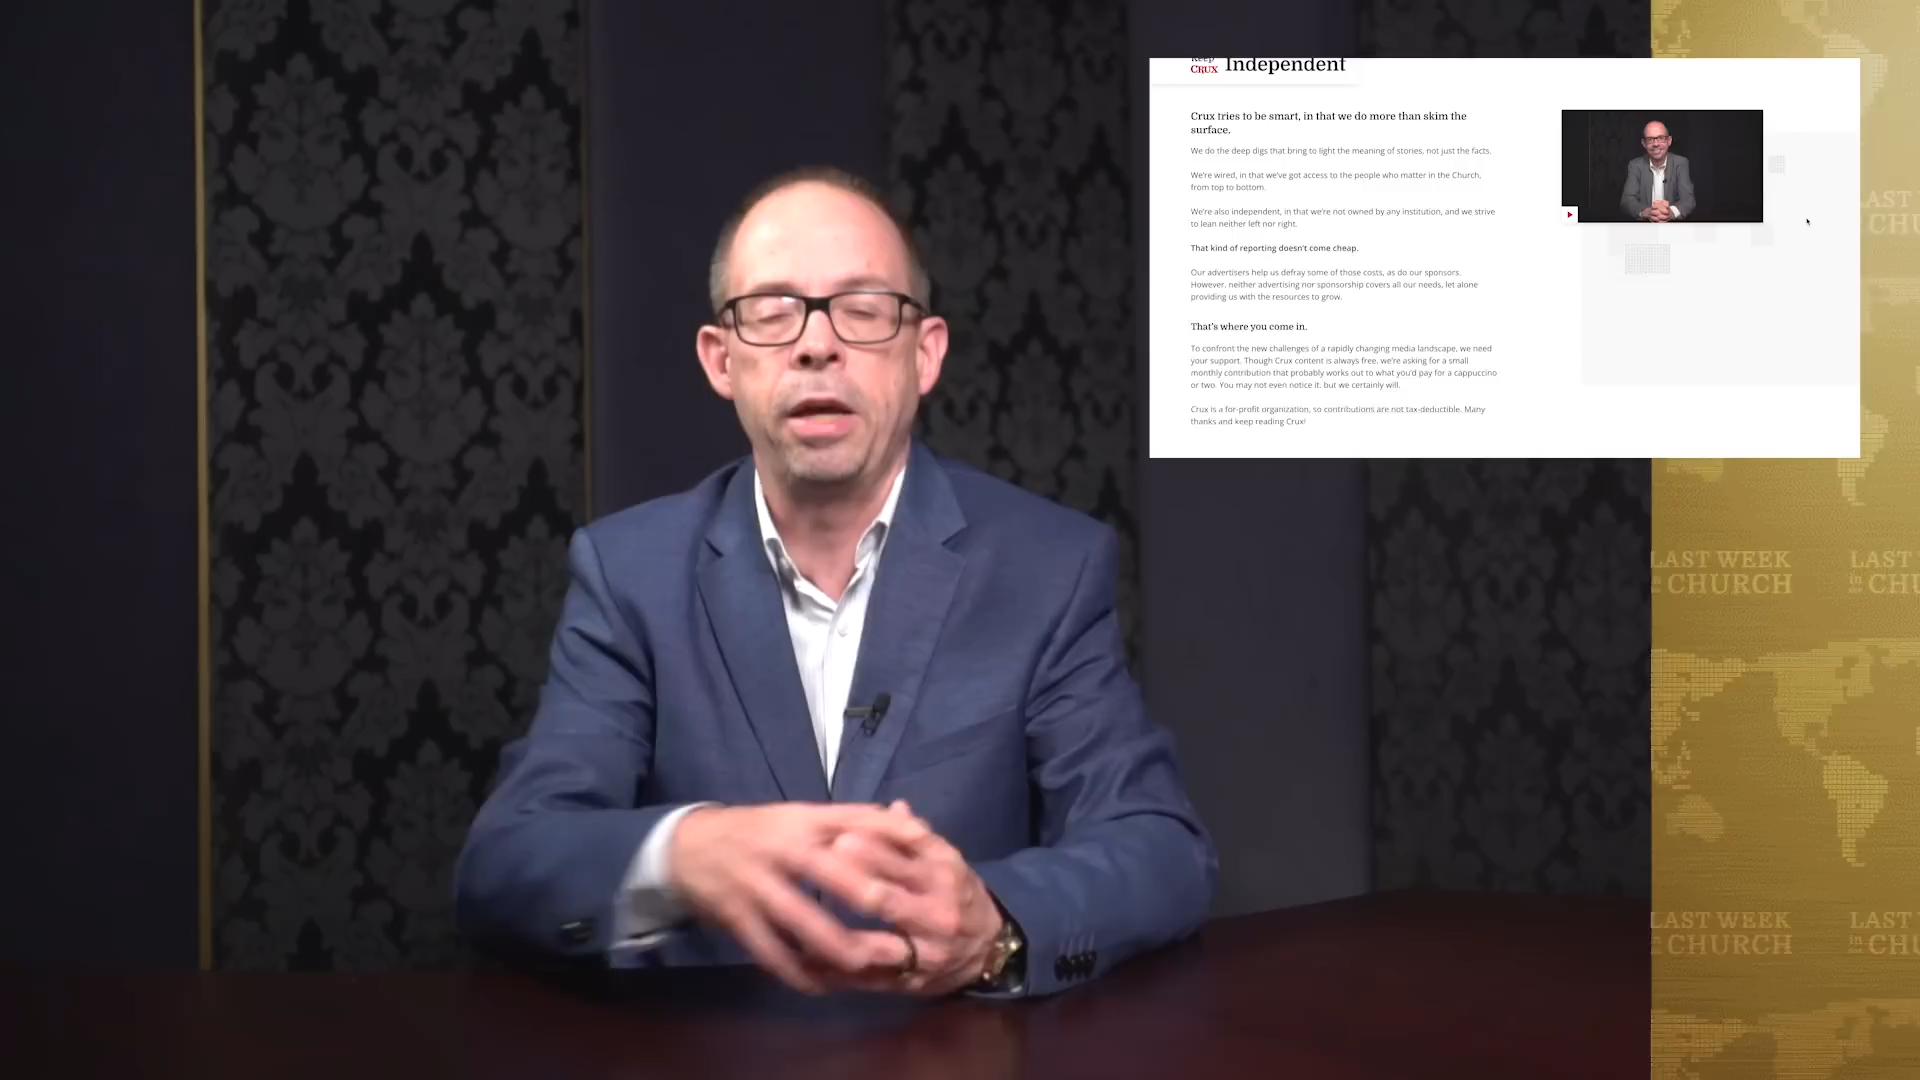 Keep
CRUX Independent
Crux tries to be smart, in that we do more than skim the
surface.
We do the deep digs that bring to light the meaning of stories, not just the facts.
We're wired, in that we've got access to the people who matter in the Church,
from top to bottom.
We're also independent, in that we're not owned by any institution, and we strive
to lean neither left nor right.
That kind of reporting doesn't come cheap.
Our advertisers help us defray some of those costs, as do our sponsors.
However, neither advertising nor sponsorship covers all our needs, let alone
providing us with the resources to grow.
That's where you come in.
To confront the new challenges of a rapidly changing media landscape, we need
your support. Though Crux content is always free, we're asking for a small
monthly contribution that probably works out to what you'd pay for a cappuccino
or two. You may not even notice it, but we certainly will.
Crux is a for-profit organization, so contributions are not tax-deductible. Many
thanks and keep reading Crux!
LAST WEEK
CHURCH
LAST
in CHU
LAST WEEK
CHURCH
LAST
in CHU
LAST W
CHU